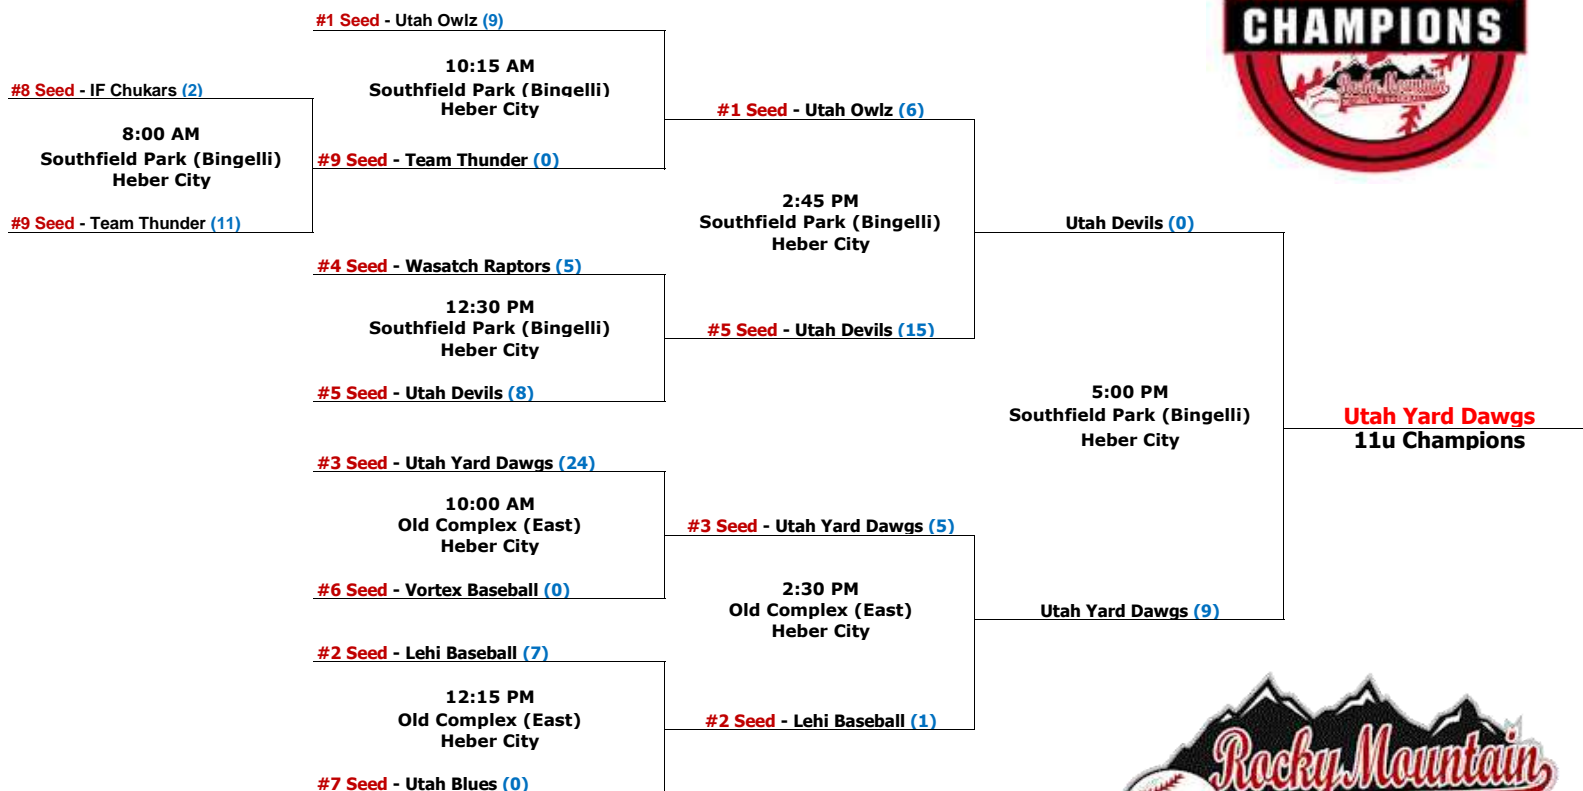 CHAMPIONS
Rocky Mountain
#1 Seed - Utah Owlz (9)
10:15 AM
Southfield Park (Bingelli)
Heber City
#8 Seed - IF Chukars (2)
8:00 AM
Southfield Park (Bingelli)
Heber City
#9 Seed - Team Thunder (11)
#9 Seed - Team Thunder (0)
#1 Seed - Utah Owlz (6)
2:45 PM
Southfield Park (Bingelli)
Heber City
Utah Devils (0)
#4 Seed - Wasatch Raptors (5)
12:30 PM
Southfield Park (Bingelli)
Heber City
#5 Seed - Utah Devils (15)
#5 Seed - Utah Devils (8)
5:00 PM
Southfield Park (Bingelli)
Heber City
Utah Yard Dawgs
11u Champions
#3 Seed - Utah Yard Dawgs (24)
10:00 AM
Old Complex (East)
Heber City
#3 Seed - Utah Yard Dawgs (5)
#6 Seed - Vortex Baseball (0)
2:30 PM
Old Complex (East)
Heber City
Utah Yard Dawgs (9)
#2 Seed - Lehi Baseball (7)
12:15 PM
Old Complex (East)
Heber City
#2 Seed - Lehi Baseball (1)
#7 Seed - Utah Blues (0)
Rocky Mountain